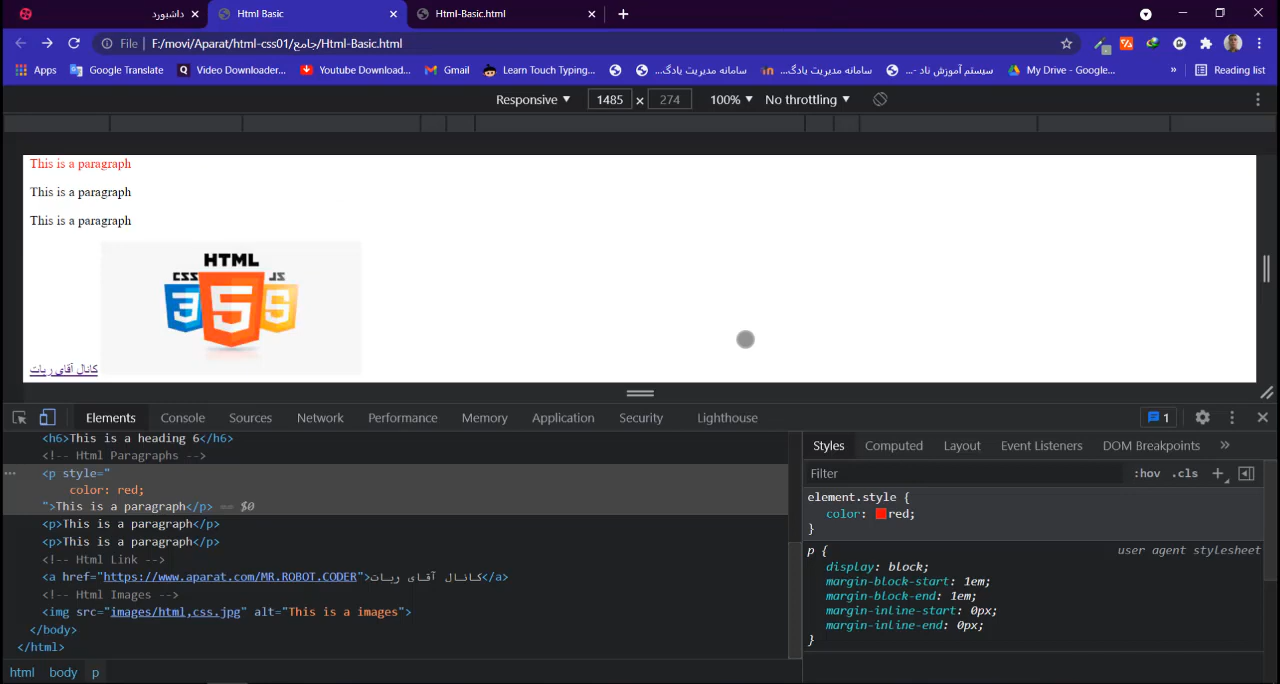 داشبورد
Html Basic
Html-Basic.html
File
F:/movi/Aparat/html-css01/جامع/Html-Basic.html
Apps
Google Translate
Video Downloader...
Youtube Download...
Gmail
Learn Touch Typing...
سامانه مدیریت یادگ...
سامانه مدیریت یادگ...
سیستم آموزش ناد -...
My Drive - Google...
»
Reading list
Responsive
1485 × 274
100%
No throttling
This is a paragraph
This is a paragraph
This is a paragraph
HTML
CSS
JS
3 5 5
کانال آقای ربات
Elements
Console
Sources
Network
Performance
Memory
Application
Security
Lighthouse
1
<h6>This is a heading 6</h6>
<!-- Html Paragraphs -->
<p style="
color: red;
">This is a paragraph</p> == $0
<p>This is a paragraph</p>
<p>This is a paragraph</p>
<!-- Html Link -->
<a href="https://www.aparat.com/MR.ROBOT.CODER">کانال آقای ربات</a>
<!-- Html Images -->
<img src="images/html,css.jpg" alt="This is a images">
</body>
</html>
html
body
p
Styles
Computed
Layout
Event Listeners
DOM Breakpoints
»
Filter
:hov
.cls
+
element.style {
color: red;
}
p {
user agent stylesheet
display: block;
margin-block-start: 1em;
margin-block-end: 1em;
margin-inline-start: 0px;
margin-inline-end: 0px;
}